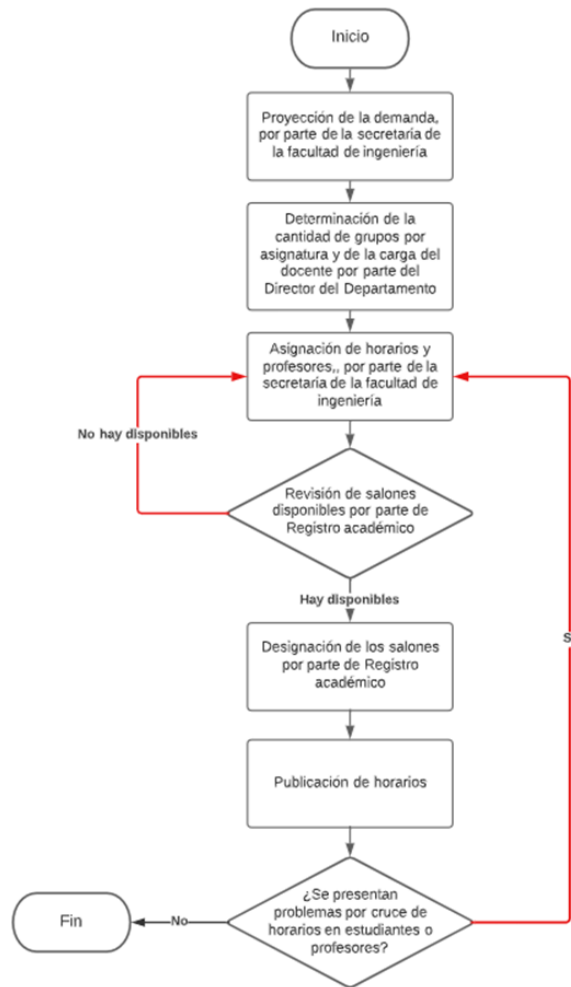 Inicio
Proyección de la demanda,
por parte de la secretaría de
la facultad de ingeniería
Determinación de la
cantidad de grupos por
asignatura y de la carga del
docente por parte del
Director del Departamento
Asignación de horarios y
profesores,, por parte de la
secretaría de la facultad de
ingeniería
No hay disponibles
Revisión de salones
disponibles por parte de
Registro académico
Hay disponibles
Designación de los salones
por parte de Registro
académico
S
Publicación de horarios
¿Se presentan
problemas por cruce de
horarios en estudiantes o
profesores?
No
Fin